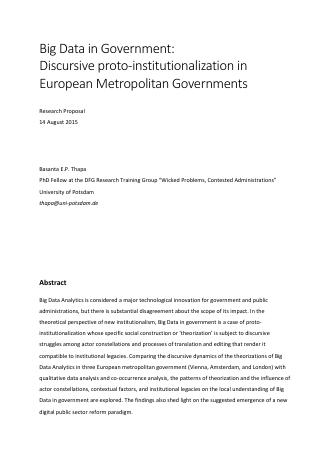 Big Data in Government:
Discursive proto-institutionalization in
European Metropolitan Governments
Research Proposal
14 August 2015
Basanta E.P. Thapa
PhD Fellow at the DFG Research Training Group "Wicked Problems, Contested Administrations"
University of Potsdam
thapa@uni-potsdam.de
Abstract
Big Data Analytics is considered a major technological innovation for government and public
administrations, but there is substantial disagreement about the scope of its impact. In the
theoretical perspective of new institutionalism, Big Data in government is a case of proto-
institutionalization whose specific social construction or 'theorization' is subject to discursive
struggles among actor constellations and processes of translation and editing that render it
compatible to institutional legacies. Comparing the discursive dynamics of the theorizations of Big
Data Analytics in three European metropolitan government (Vienna, Amsterdam, and London) with
qualitative data analysis and co-occurrence analysis, the patterns of theorization and the influence of
actor constellations, contextual factors, and institutional legacies on the local understanding of Big
Data in government are explored. The findings also shed light on the suggested emergence of a new
digital public sector reform paradigm.